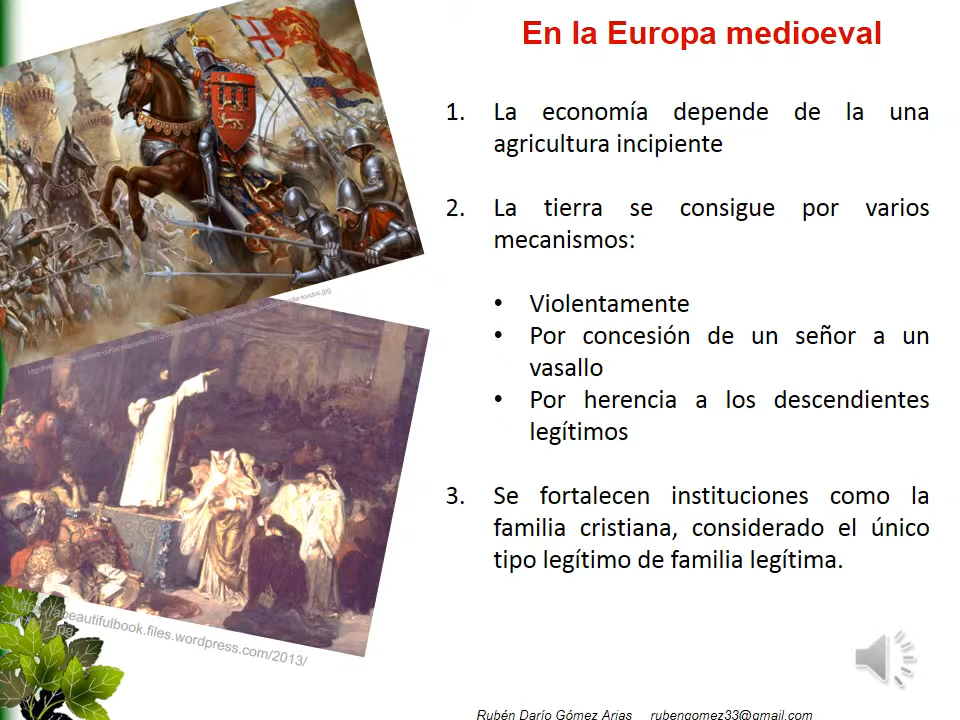 En la Europa medioeval
1. La economía depende de la una
agricultura incipiente
2. La tierra se consigue por varios
mecanismos:
• Violentamente
• Por concesión de un señor a un
vasallo
• Por herencia a los descendientes
legítimos
3. Se fortalecen instituciones como la
familia cristiana, considerado el único
tipo legítimo de familia legítima.
https://abeautifulbook.files.wordpress.com/2013/
Rubén Darío Gómez Arias rubengomez33@gmail.com